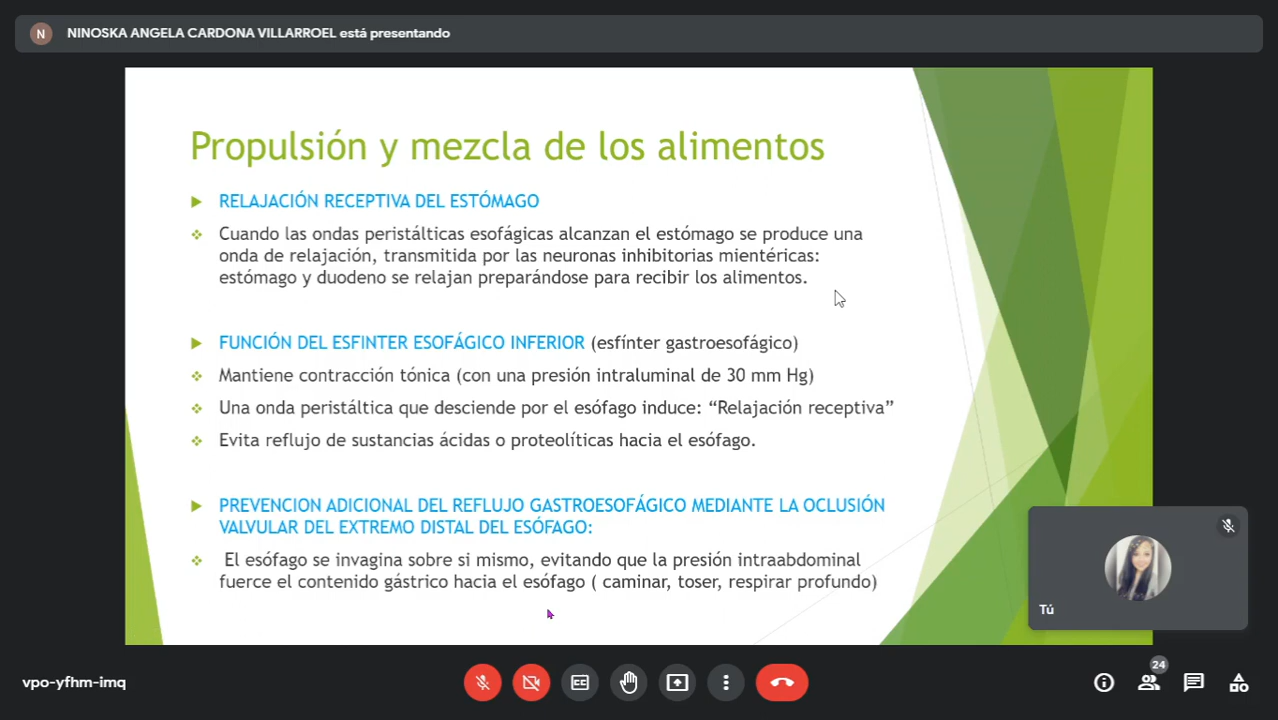 N NINOSKA ANGELA CARDONA VILLARROEL está presentando
Propulsión y mezcla de los alimentos
RELAJACIÓN RECEPTIVA DEL ESTÓMAGO
Cuando las ondas peristálticas esofágicas alcanzan el estómago se produce una
onda de relajación, transmitida por las neuronas inhibitorias mientéricas:
estómago y duodeno se relajan preparándose para recibir los alimentos.
FUNCIÓN DEL ESFINTER ESOFÁGICO INFERIOR (esfínter gastroesofágico)
Mantiene contracción tónica (con una presión intraluminal de 30 mm Hg)
Una onda peristáltica que desciende por el esófago induce: “Relajación receptiva”
Evita reflujo de sustancias ácidas o proteolíticas hacia el esófago.
PREVENCION ADICIONAL DEL REFLUJO GASTROESOFÁGICO MEDIANTE LA OCLUSIÓN
VALVULAR DEL EXTREMO DISTAL DEL ESÓFAGO:
El esófago se invagina sobre si mismo, evitando que la presión intraabdominal
fuerce el contenido gástrico hacia el esófago ( caminar, toser, respirar profundo)
Tú
vpo-yfhm-imq
CC
24